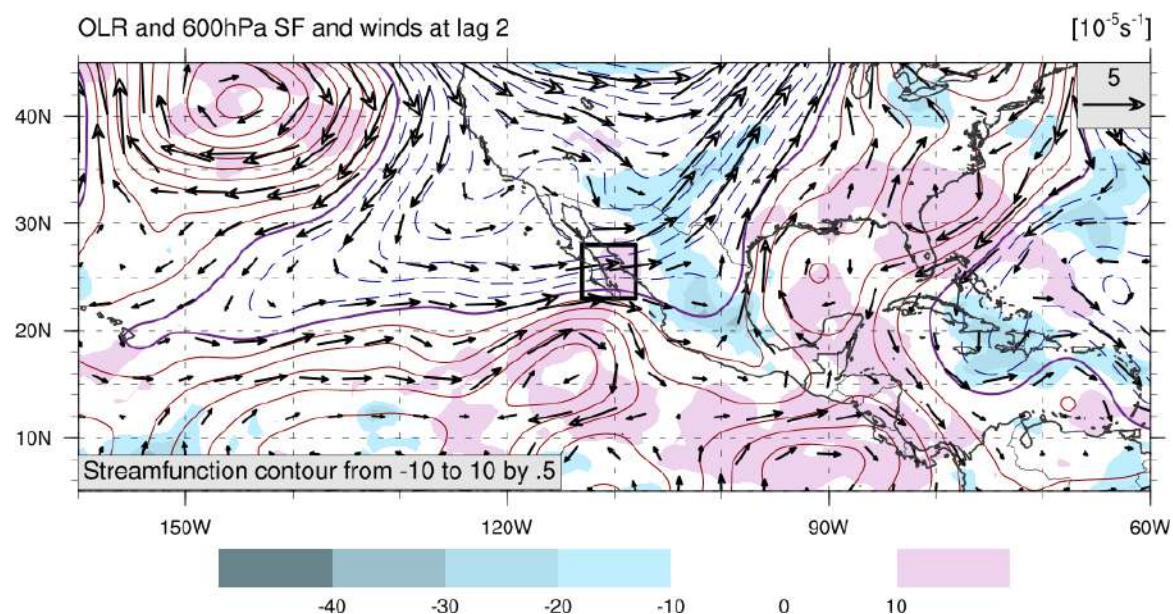 OLR and 600hPa SF and winds at lag 2
[10⁻⁵s⁻¹]
5
40N
30N
20N
10N
Streamfunction contour from -10 to 10 by .5
150W 120W 90W 60W
-40 -30 -20 -10 0 10